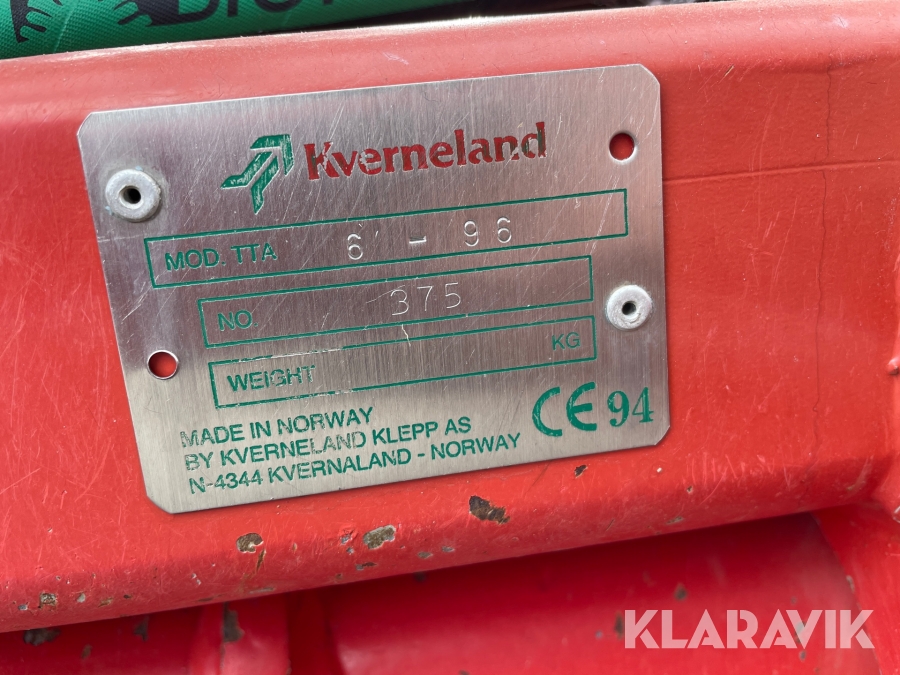 Kverneland
MOD. TTA 6' - 96
NO 375
WEIGHT KG
MADE IN NORWAY
BY KVERNELAND KLEPP AS
N-4344 KVERNALAND - NORWAY
CE 94
KLARAVIK